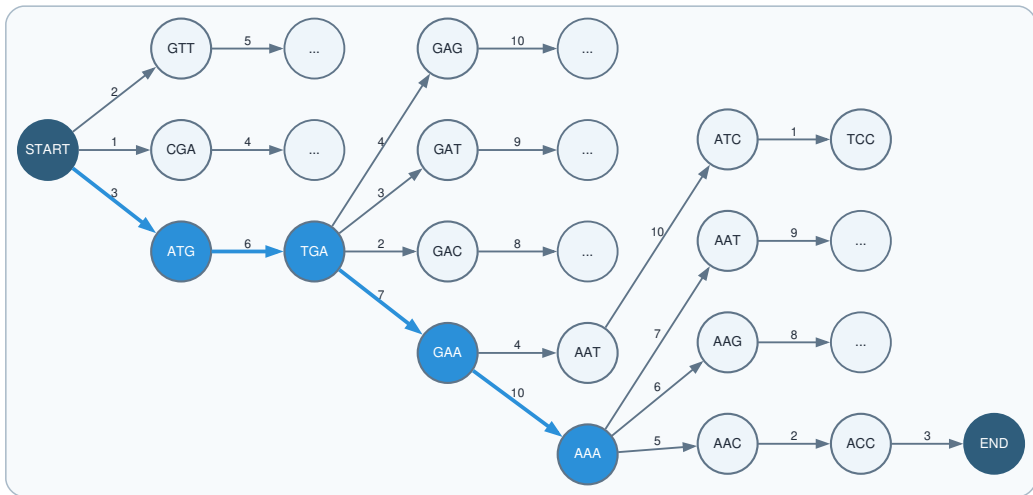 GTT
5
...
GAG
10
...
2
START
1
CGA
4
...
4
GAT
9
...
ATC
1
TCC
3
3
ATG
6
TGA
2
GAC
8
...
10
AAT
9
...
7
GAA
4
AAT
7
AAG
8
...
10
6
AAA
5
AAC
2
ACC
3
END